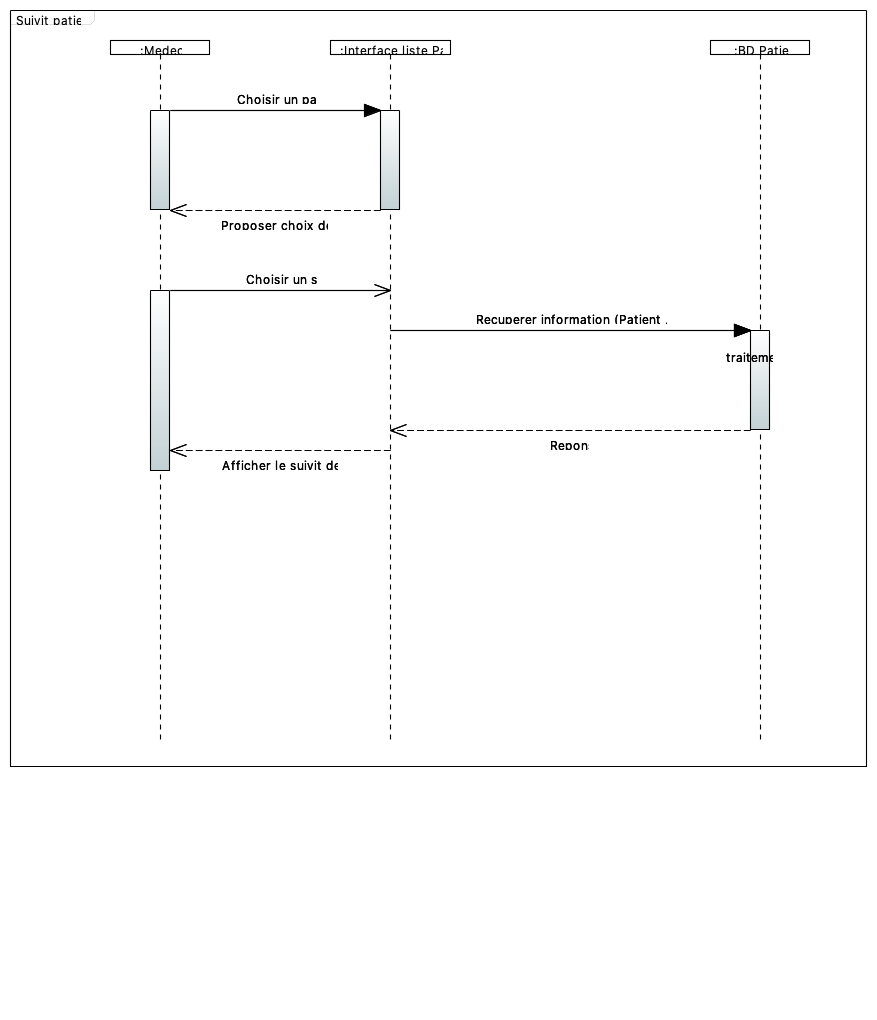 Suivit patie
:Medec
:Interface liste Pa
:BD Patie
Choisir un pa
Proposer choix de
Choisir un s
Recuperer information (Patient .
traiteme
Repons
Afficher le suivit de